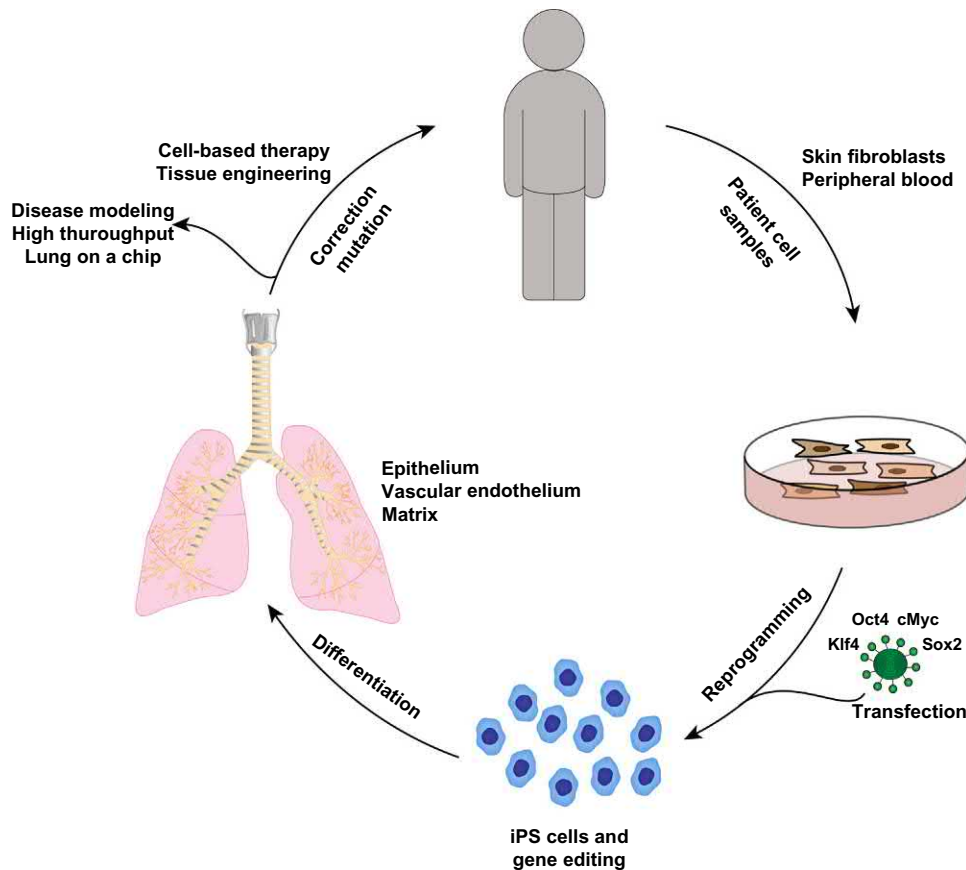 Cell-based therapy
Tissue engineering
Disease modeling
High thuroughput
Lung on a chip
Correction
mutation
Patient cell
samples
Skin fibroblasts
Peripheral blood
Epithelium
Vascular endothelium
Matrix
Differentiation
Reprogramming
Oct4 cMyc
Klf4 Sox2
Transfection
iPS cells and
gene editing